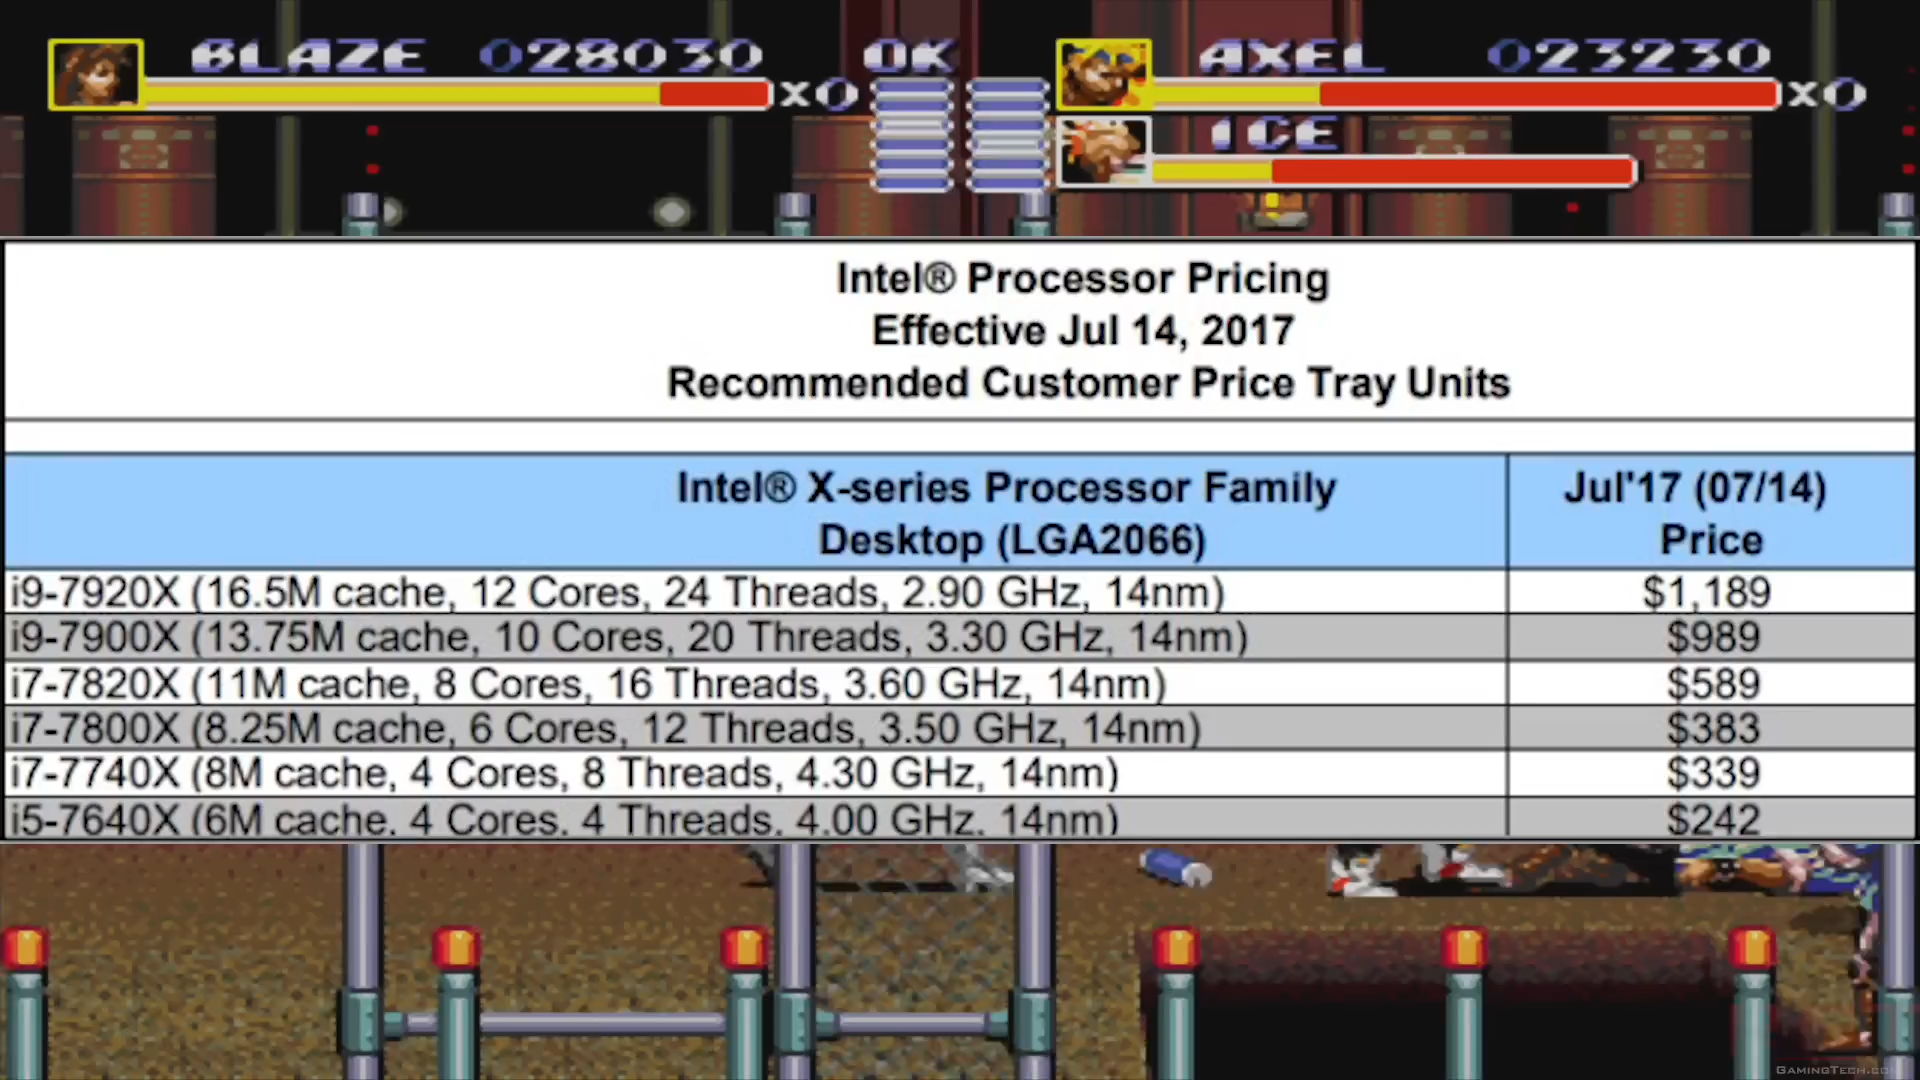 BLAZE 028030 OK AXEL 023230
x0 x0
ICE
Intel® Processor Pricing
Effective Jul 14, 2017
Recommended Customer Price Tray Units
Intel® X-series Processor Family Jul'17 (07/14)
Desktop (LGA2066) Price
i9-7920X (16.5M cache, 12 Cores, 24 Threads, 2.90 GHz, 14nm) $1,189
i9-7900X (13.75M cache, 10 Cores, 20 Threads, 3.30 GHz, 14nm) $989
i7-7820X (11M cache, 8 Cores, 16 Threads, 3.60 GHz, 14nm) $589
i7-7800X (8.25M cache, 6 Cores, 12 Threads, 3.50 GHz, 14nm) $383
i7-7740X (8M cache, 4 Cores, 8 Threads, 4.30 GHz, 14nm) $339
i5-7640X (6M cache, 4 Cores, 4 Threads, 4.00 GHz, 14nm) $242